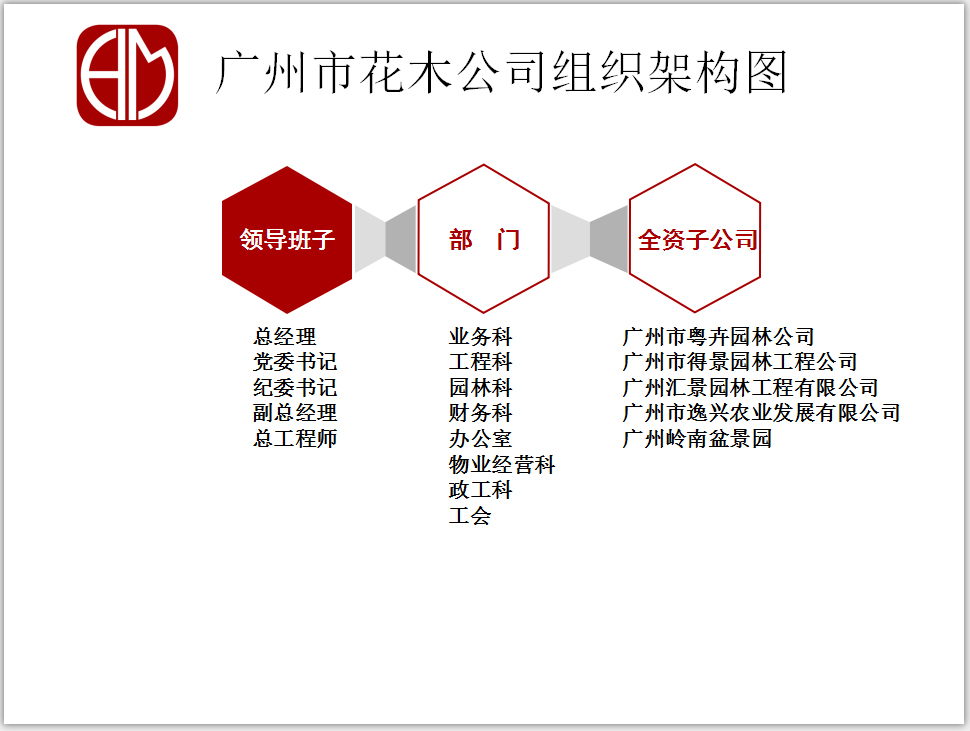 广州市花木公司组织架构图
领导班子
部 门
全资子公司
总经理
党委书记
纪委书记
副总经理
总工程师
业务科
工程科
园林科
财务科
办公室
物业经营科
政工科
工会
广州市粤卉园林公司
广州市得景园林工程公司
广州汇景园林工程有限公司
广州市逸兴农业发展有限公司
广州岭南盆景园